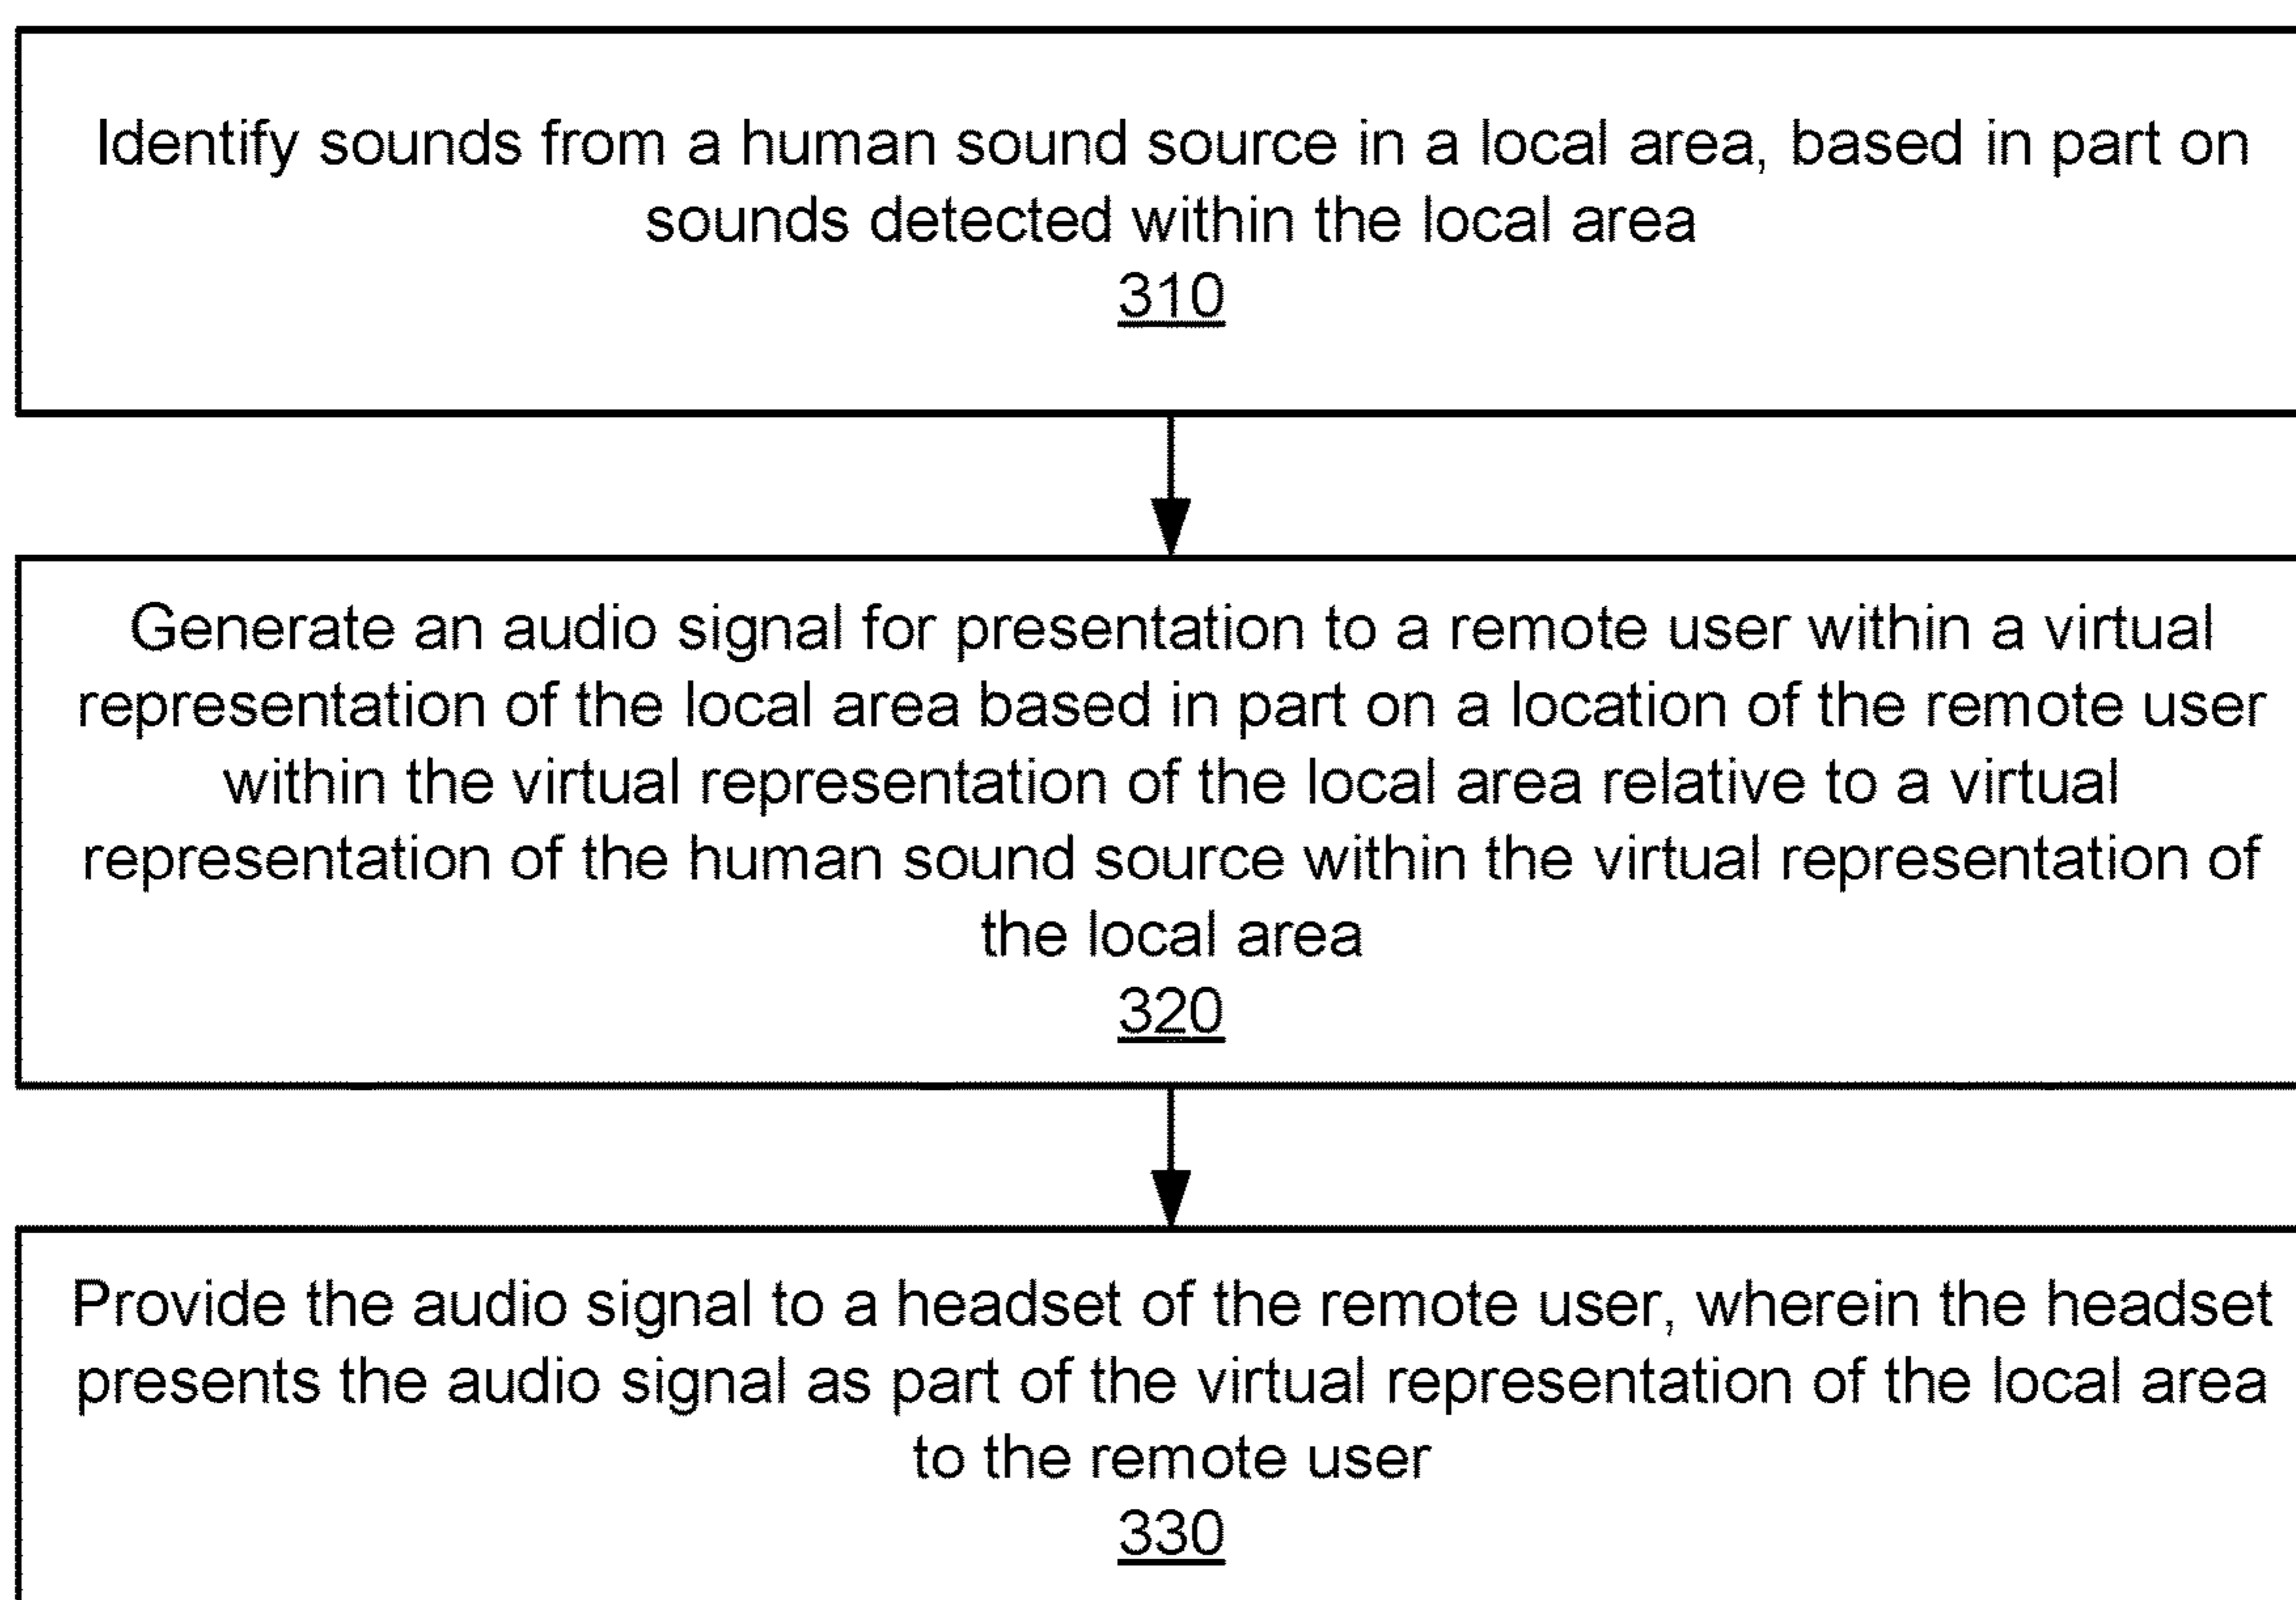 Identify sounds from a human sound source in a local area, based in part on
sounds detected within the local area
310
Generate an audio signal for presentation to a remote user within a virtual
representation of the local area based in part on a location of the remote user
within the virtual representation of the local area relative to a virtual
representation of the human sound source within the virtual representation of
the local area
320
Provide the audio signal to a headset of the remote user, wherein the headset
presents the audio signal as part of the virtual representation of the local area
to the remote user
330